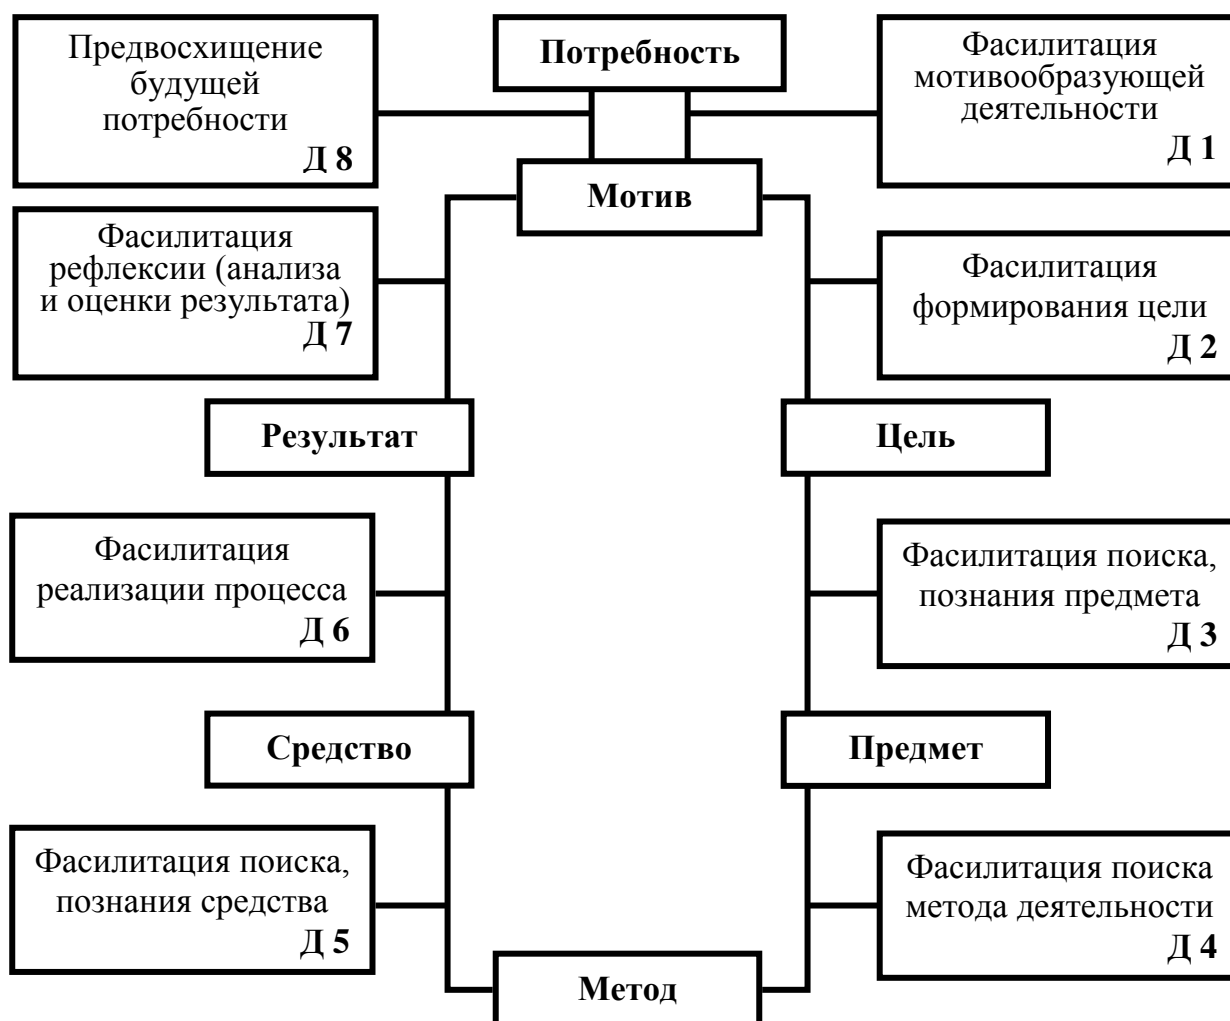 Предвосхищение
будущей
потребности
Д 8
Потребность
Фасилитация
мотивообразующей
деятельности
Д 1
Мотив
Фасилитация
рефлексии (анализа
и оценки результата)
Д 7
Фасилитация
формирования цели
Д 2
Результат
Цель
Фасилитация
реализации процесса
Д 6
Фасилитация поиска,
познания предмета
Д 3
Средство
Предмет
Фасилитация поиска,
познания средства
Д 5
Фасилитация поиска
метода деятельности
Д 4
Метод